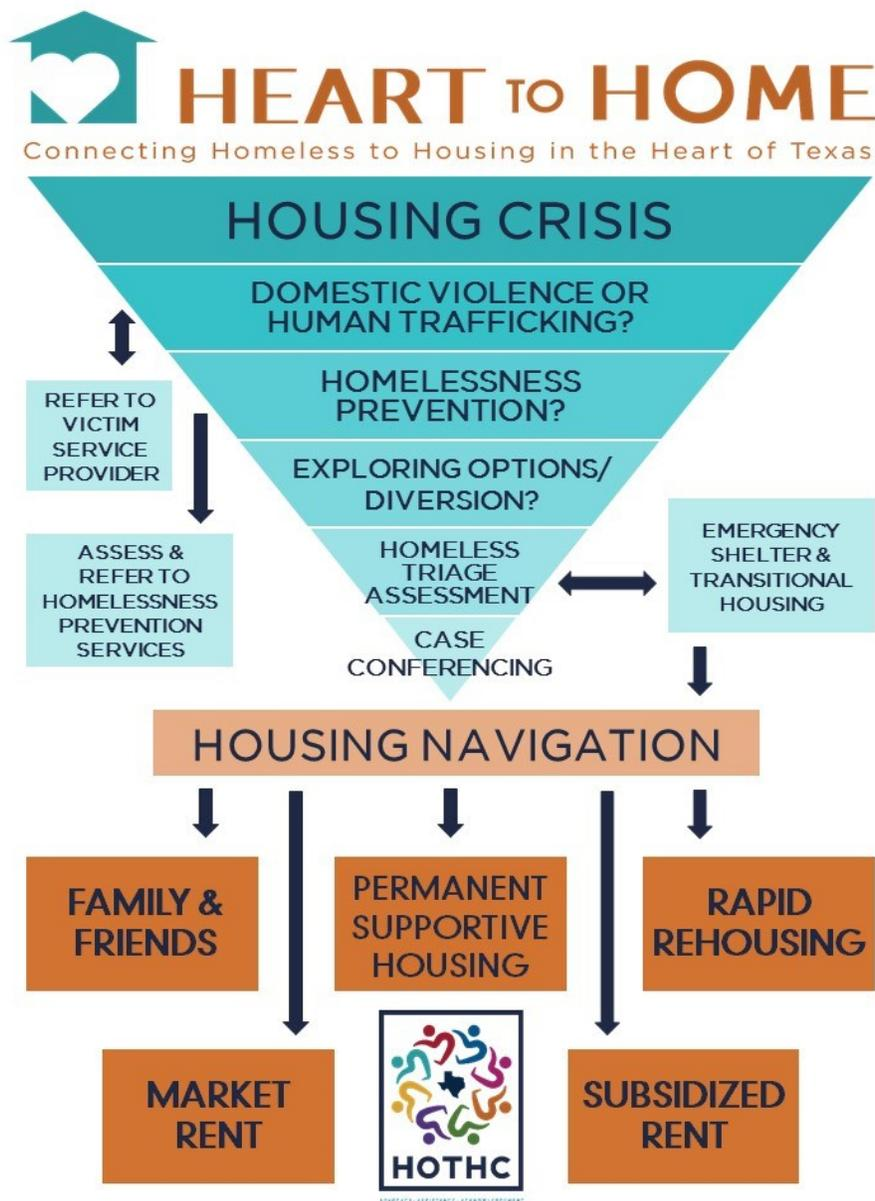 HEART TO HOME
Connecting Homeless to Housing in the Heart of Texas
HOUSING CRISIS
DOMESTIC VIOLENCE OR
HUMAN TRAFFICKING?
HOMELESSNESS
PREVENTION?
EXPLORING OPTIONS/
DIVERSION?
HOMELESS
TRIAGE
ASSESSMENT
CASE
CONFERENCING
REFER TO
VICTIM
SERVICE
PROVIDER
ASSESS &
REFER TO
HOMELESSNESS
PREVENTION
SERVICES
EMERGENCY
SHELTER &
TRANSITIONAL
HOUSING
HOUSING NAVIGATION
FAMILY &
FRIENDS
PERMANENT
SUPPORTIVE
HOUSING
RAPID
REHOUSING
MARKET
RENT
HOTHC
SUBSIDIZED
RENT